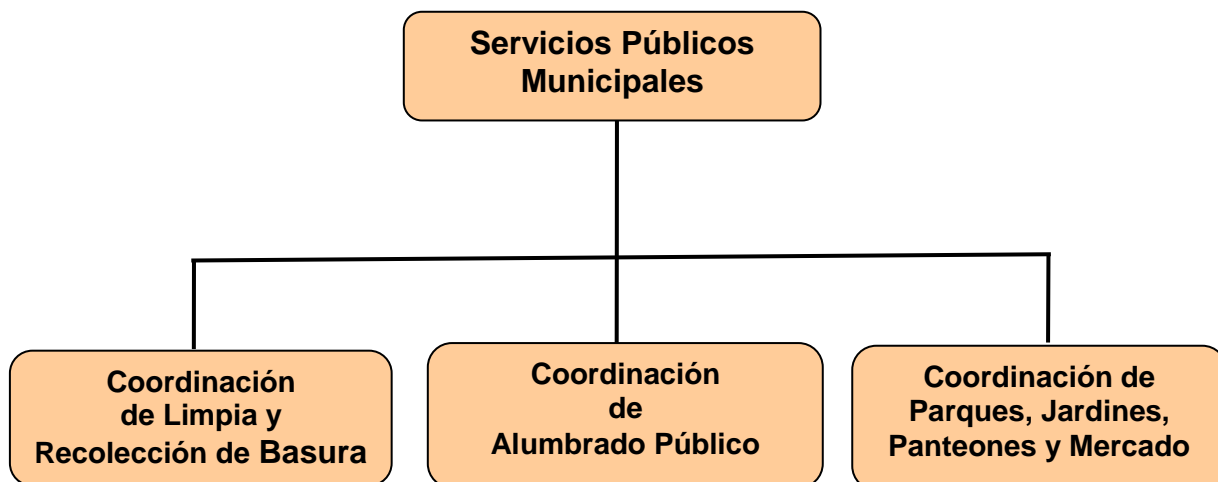 Servicios Públicos
Municipales
Coordinación
de Limpia y
Recolección de Basura
Coordinación
de
Alumbrado Público
Coordinación de
Parques, Jardines,
Panteones y Mercado